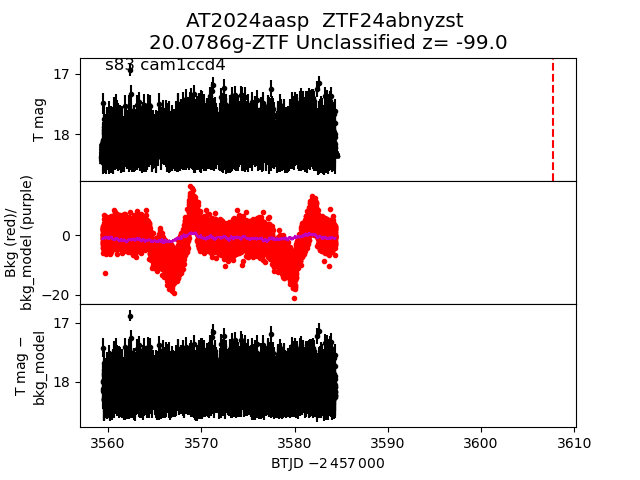 AT2024aasp  ZTF24abnyzst
20.0786g-ZTF Unclassified z= -99.0
s83 cam1ccd4
17
18
T mag
0
−20
Bkg (red)/
bkg_model (purple)
17
18
T mag −
bkg_model
3560 3570 3580 3590 3600 3610
BTJD −2 457 000